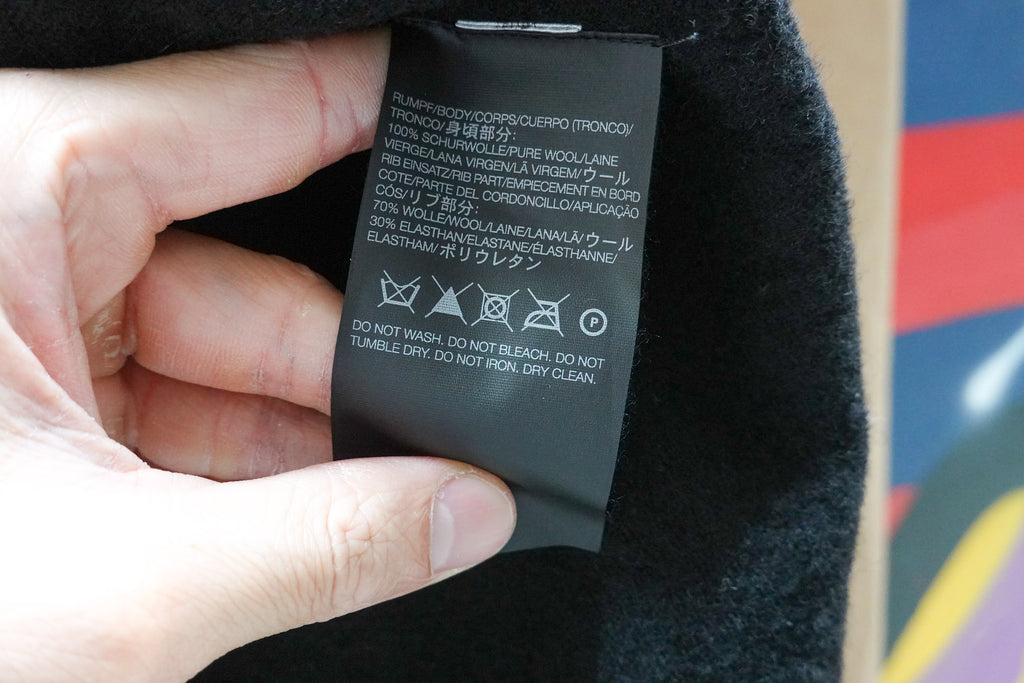 RUMPF/BODY/CORPS/CUERPO (TRONCO)/
TRONCO/身頃部分:
100% SCHURWOLLE/PURE WOOL/LAINE
VIERGE/LANA VIRGEN/LÃ VIRGEM/ウール
RIB EINSATZ/RIB PART/EMPIECEMENT EN BORD
COTE/PARTE DEL CORDONCILLO/APLICAÇÃO
CÓS/リブ部分:
70% WOLLE/WOOL/LAINE/LANA/LÃ/ウール
30% ELASTHAN/ELASTANE/ÉLASTHANNE/
ELASTHAM/ポリウレタン
P
DO NOT WASH. DO NOT BLEACH. DO NOT
TUMBLE DRY. DO NOT IRON. DRY CLEAN.